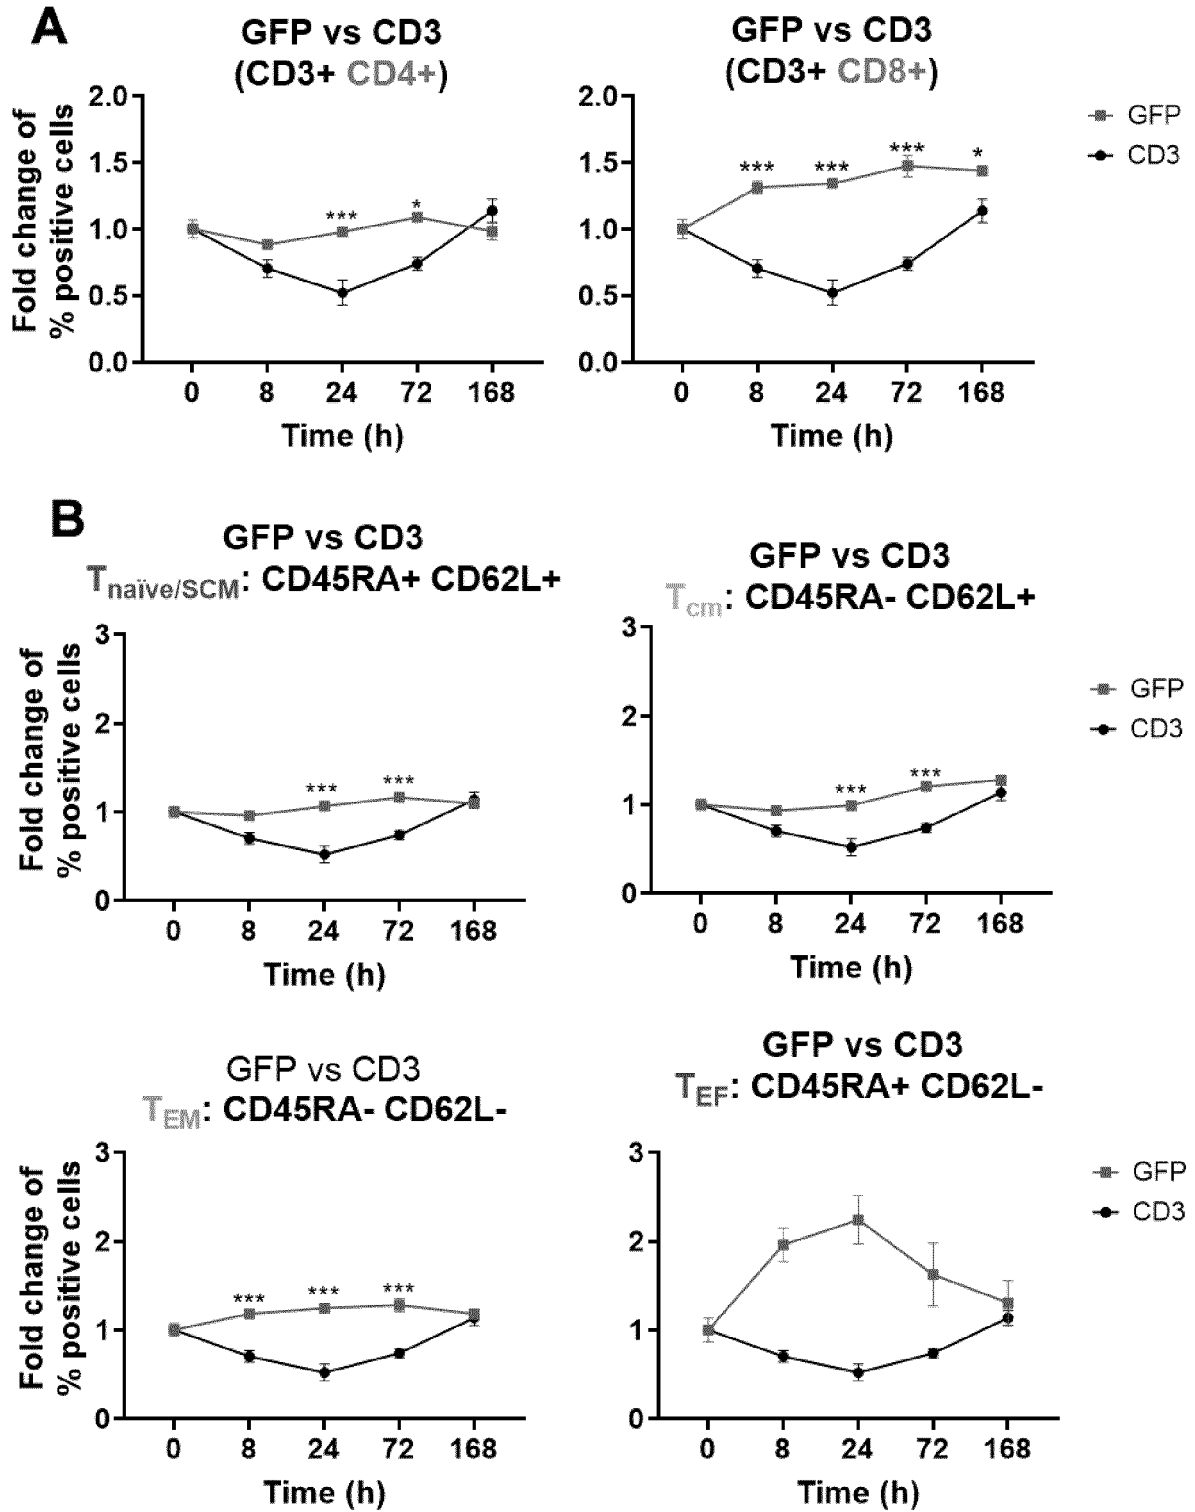 A
GFP vs CD3
(CD3+ CD4+)
Fold change of
% positive cells
2.0
1.5
1.0
0.5
0.0
***
*
0 8 24 72 168
Time (h)
GFP vs CD3
(CD3+ CD8+)
2.0
1.5
1.0
0.5
0.0
*** *** *** *
0 8 24 72 168
Time (h)
GFP
CD3
B
GFP vs CD3
Tnaïve/SCM: CD45RA+ CD62L+
Fold change of
% positive cells
3
2
1
0
*** ***
0 8 24 72 168
Time (h)
GFP vs CD3
Tcm: CD45RA- CD62L+
3
2
1
0
*** ***
0 8 24 72 168
Time (h)
GFP
CD3
GFP vs CD3
TEM: CD45RA- CD62L-
Fold change of
% positive cells
3
2
1
0
*** *** ***
0 8 24 72 168
Time (h)
GFP vs CD3
TEF: CD45RA+ CD62L-
3
2
1
0
0 8 24 72 168
Time (h)
GFP
CD3